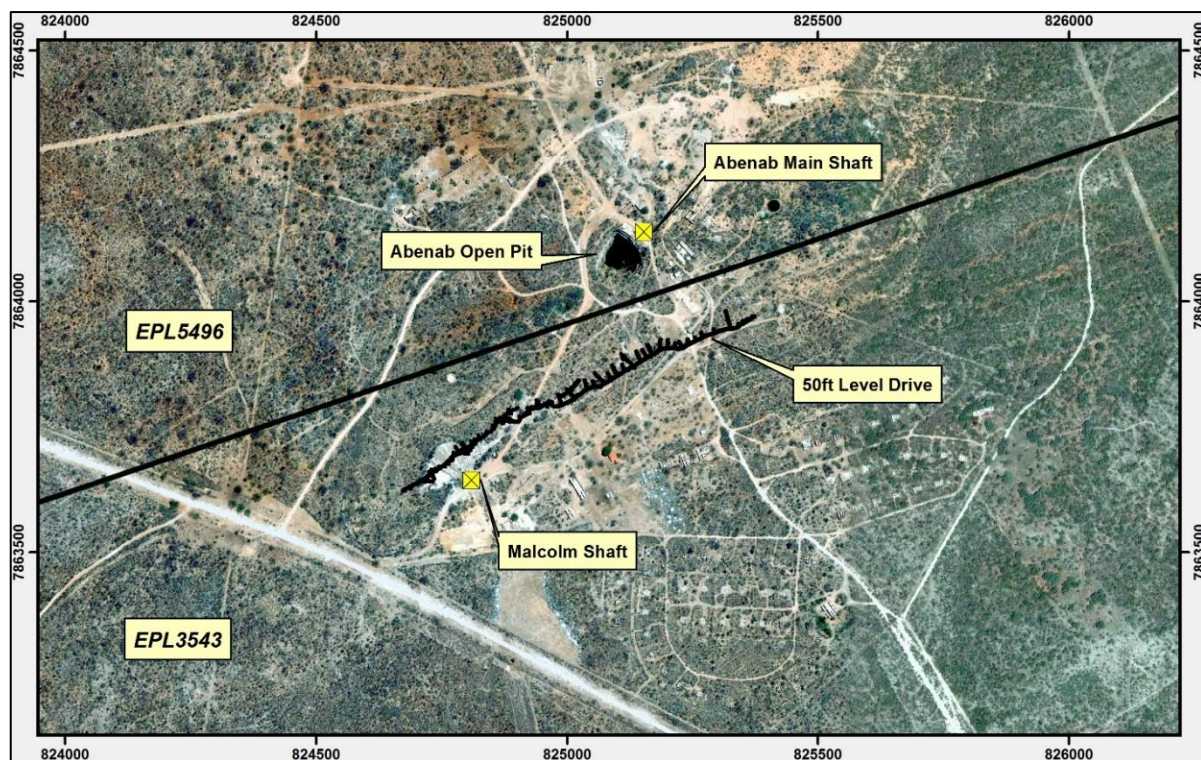 824000 824500 825000 825500 826000
7864500 7864500
Abenab Main Shaft
Abenab Open Pit
7864000 7864000
EPL5496
50ft Level Drive
Malcolm Shaft
7863500 7863500
EPL3543
824000 824500 825000 825500 826000